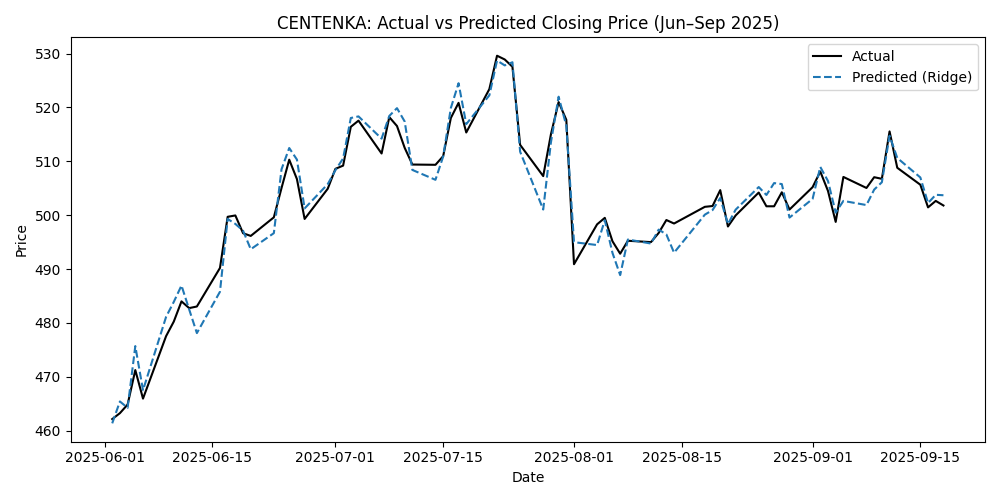 CENTENKA: Actual vs Predicted Closing Price (Jun–Sep 2025)
Actual
Predicted (Ridge)
Price
530
520
510
500
490
480
470
460
2025-06-01 2025-06-15 2025-07-01 2025-07-15 2025-08-01 2025-08-15 2025-09-01 2025-09-15
Date